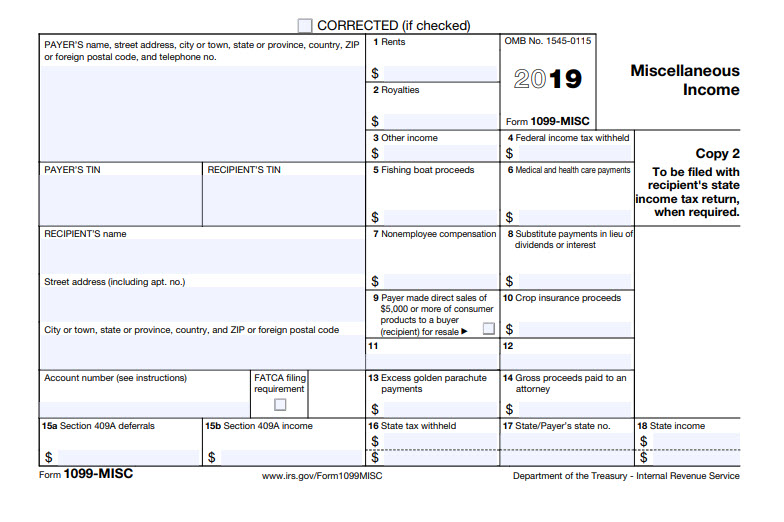 CORRECTED (if checked)
PAYER'S name, street address, city or town, state or province, country, ZIP
or foreign postal code, and telephone no.
1 Rents
$
OMB No. 1545-0115
2019
Form 1099-MISC
Miscellaneous
Income
2 Royalties
$
3 Other income
$
4 Federal income tax withheld
$
Copy 2
To be filed with
recipient's state
income tax return,
when required.
PAYER'S TIN
RECIPIENT'S TIN
5 Fishing boat proceeds
$
6 Medical and health care payments
$
RECIPIENT'S name
7 Nonemployee compensation
$
8 Substitute payments in lieu of
dividends or interest
$
Street address (including apt. no.)
9 Payer made direct sales of
$5,000 or more of consumer
products to a buyer
(recipient) for resale ▶
10 Crop insurance proceeds
$
City or town, state or province, country, and ZIP or foreign postal code
11
12
Account number (see instructions)
FATCA filing
requirement
13 Excess golden parachute
payments
$
14 Gross proceeds paid to an
attorney
$
15a Section 409A deferrals
$
15b Section 409A income
$
16 State tax withheld
$
$
17 State/Payer's state no.
18 State income
$
$
Form 1099-MISC
www.irs.gov/Form1099MISC
Department of the Treasury - Internal Revenue Service